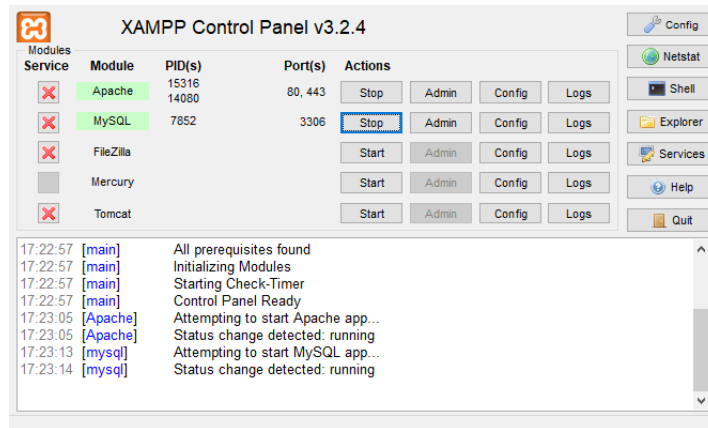 XAMPP Control Panel v3.2.4
Config
Modules
Service Module PID(s) Port(s) Actions
Netstat
Apache 15316 14080 80, 443 Stop Admin Config Logs
Shell
MySQL 7852 3306 Stop Admin Config Logs
Explorer
FileZilla Start Admin Config Logs
Services
Mercury Start Admin Config Logs
Help
Tomcat Start Admin Config Logs
Quit
17:22:57 [main] All prerequisites found
17:22:57 [main] Initializing Modules
17:22:57 [main] Starting Check-Timer
17:22:57 [main] Control Panel Ready
17:23:05 [Apache] Attempting to start Apache app...
17:23:05 [Apache] Status change detected: running
17:23:13 [mysql] Attempting to start MySQL app...
17:23:14 [mysql] Status change detected: running